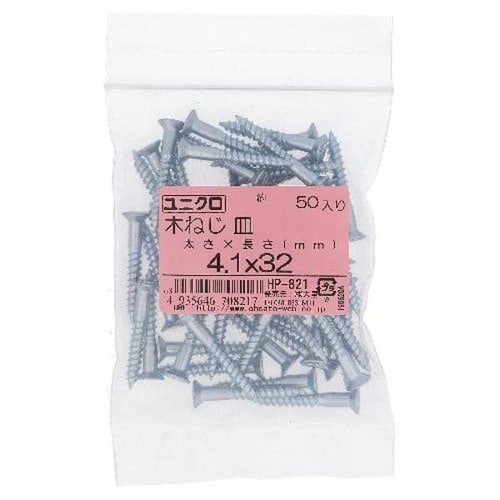 ユニクロ 約 50入り
木ねじ 皿
太さ×長さ(mm)
4.1x32
HP-821
4 935646 708217